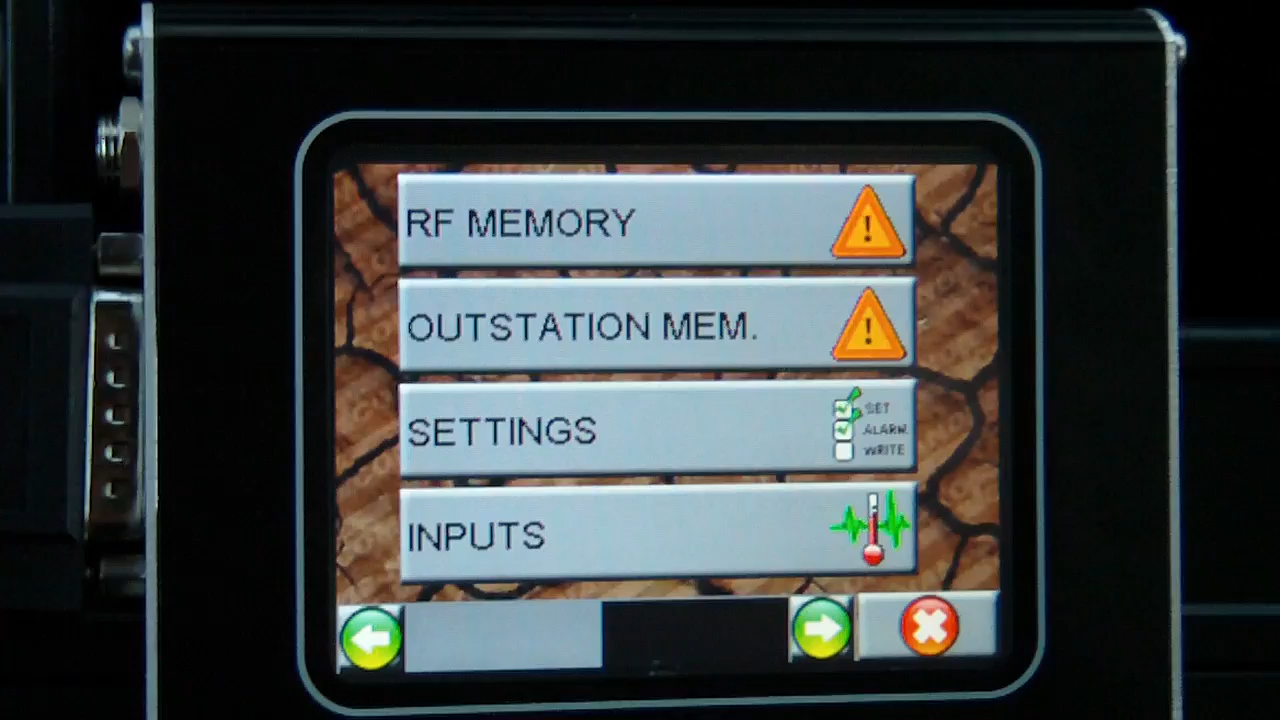 RF MEMORY
OUTSTATION MEM.
SETTINGS
SET
ALARM
WRITE
INPUTS